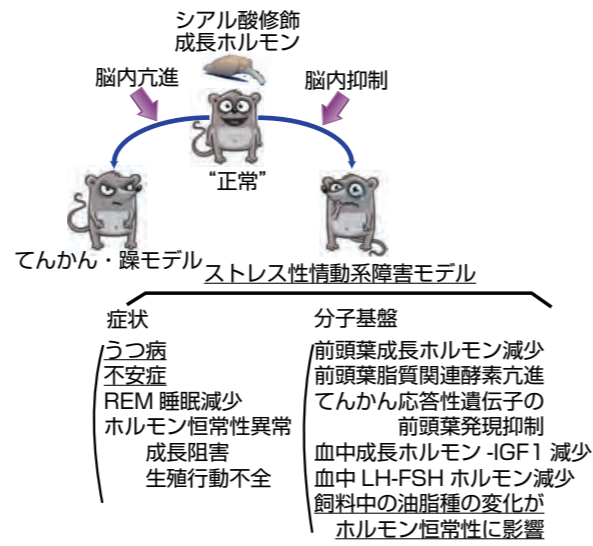 シアル酸修飾
成長ホルモン
脳内亢進
脳内抑制
“正常”
てんかん・躁モデル
ストレス性情動系障害モデル
症状
うつ病
不安症
REM 睡眠減少
ホルモン恒常性異常
成長阻害
生殖行動不全
分子基盤
前頭葉成長ホルモン減少
前頭葉脂質関連酵素亢進
てんかん応答性遺伝子の
前頭葉発現抑制
血中成長ホルモン -IGF1 減少
血中 LH-FSH ホルモン減少
飼料中の油脂種の変化が
ホルモン恒常性に影響